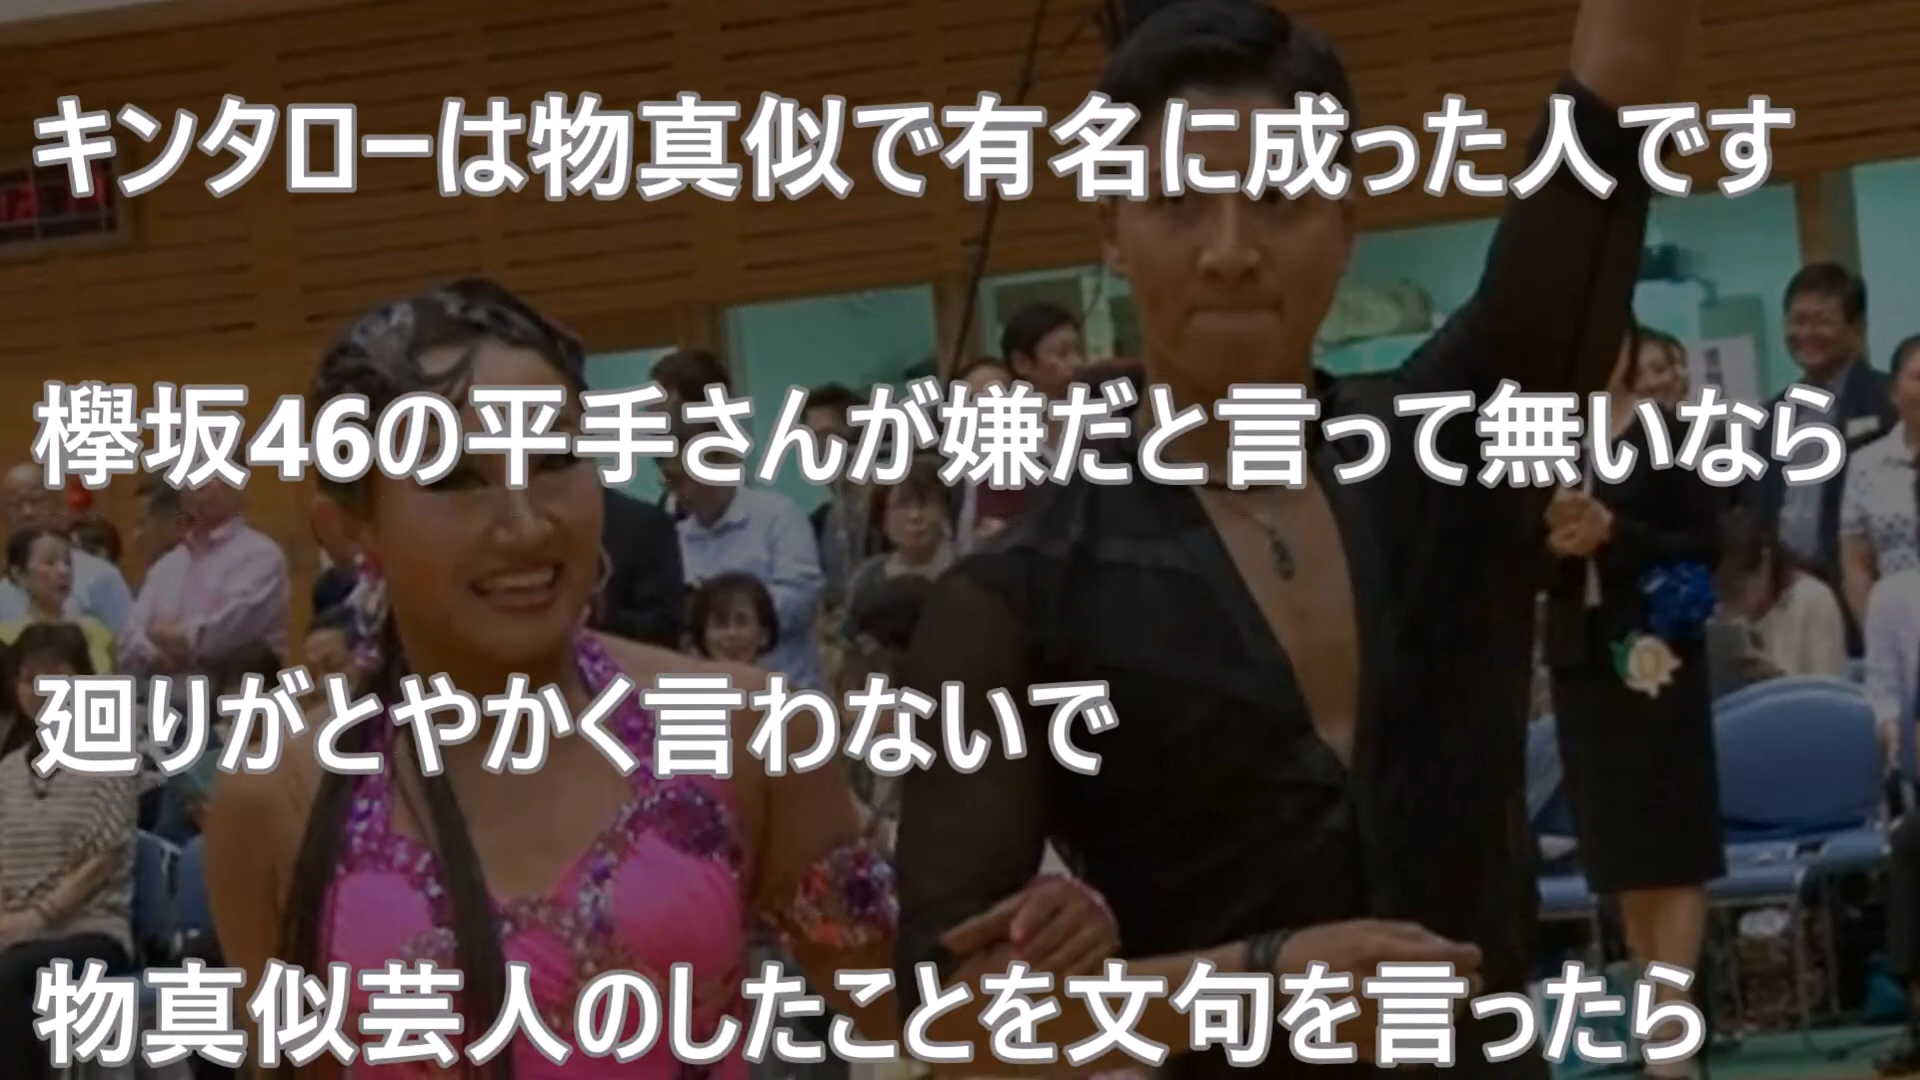 キンタローは物真似で有名に成った人です
欅坂46の平手さんが嫌だと言って無いなら
廻りがとやかく言わないで
物真似芸人のしたことを文句を言ったら